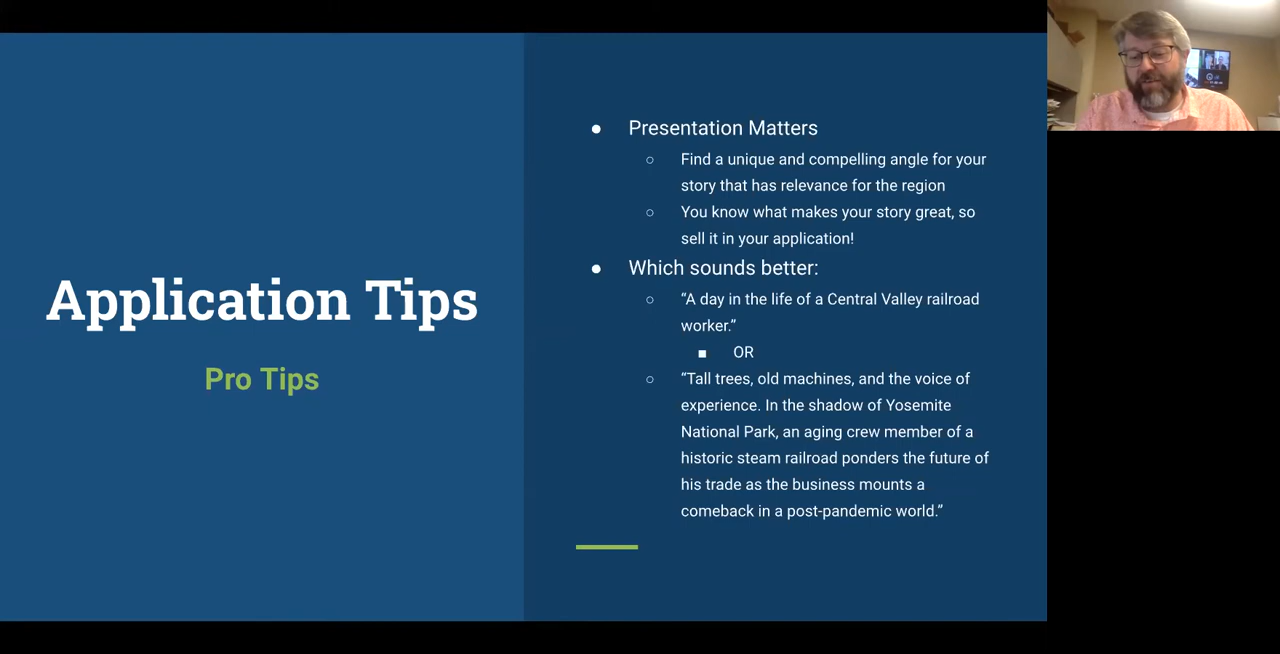 Application Tips
Pro Tips
● Presentation Matters
○ Find a unique and compelling angle for your
story that has relevance for the region
○ You know what makes your story great, so
sell it in your application!
● Which sounds better:
○ “A day in the life of a Central Valley railroad
worker.”
■ OR
○ “Tall trees, old machines, and the voice of
experience. In the shadow of Yosemite
National Park, an aging crew member of a
historic steam railroad ponders the future of
his trade as the business mounts a
comeback in a post-pandemic world.”